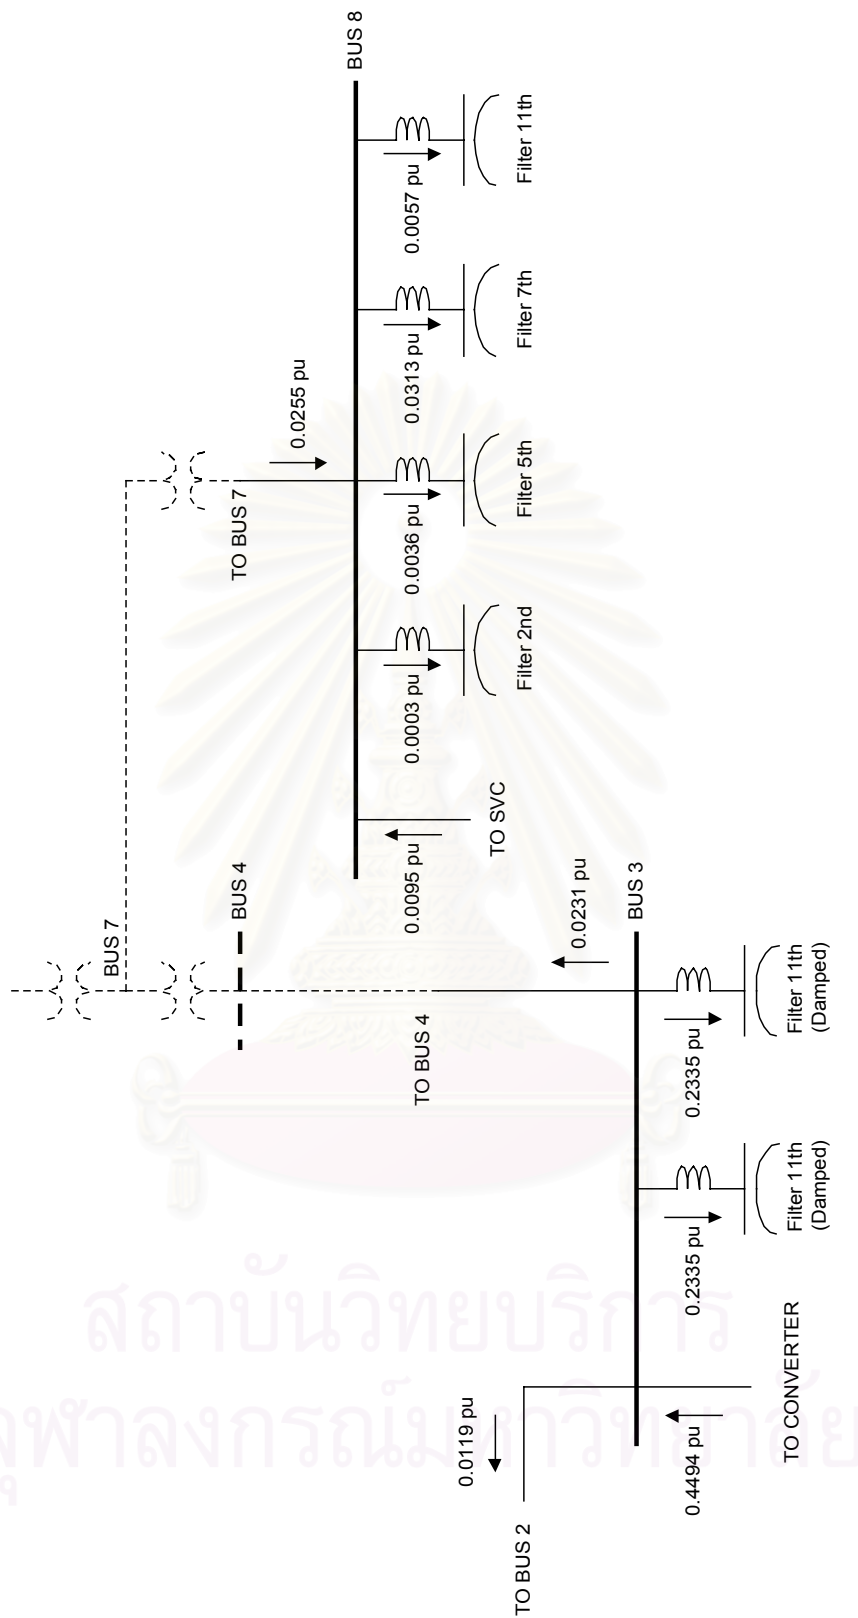 BUS 8
0.0057 pu
Filter 11th
0.0313 pu
Filter 7th
0.0255 pu
TO BUS 7
0.0036 pu
Filter 5th
0.0003 pu
Filter 2nd
0.0095 pu
TO SVC
BUS 7
BUS 4
TO BUS 4
0.0231 pu
BUS 3
0.2335 pu
Filter 11th
(Damped)
0.2335 pu
Filter 11th
(Damped)
0.0119 pu
TO BUS 2
0.4494 pu
TO CONVERTER
สถาบันวิทยบริการ
จุฬาลงกรณ์มหาวิทยาลัย